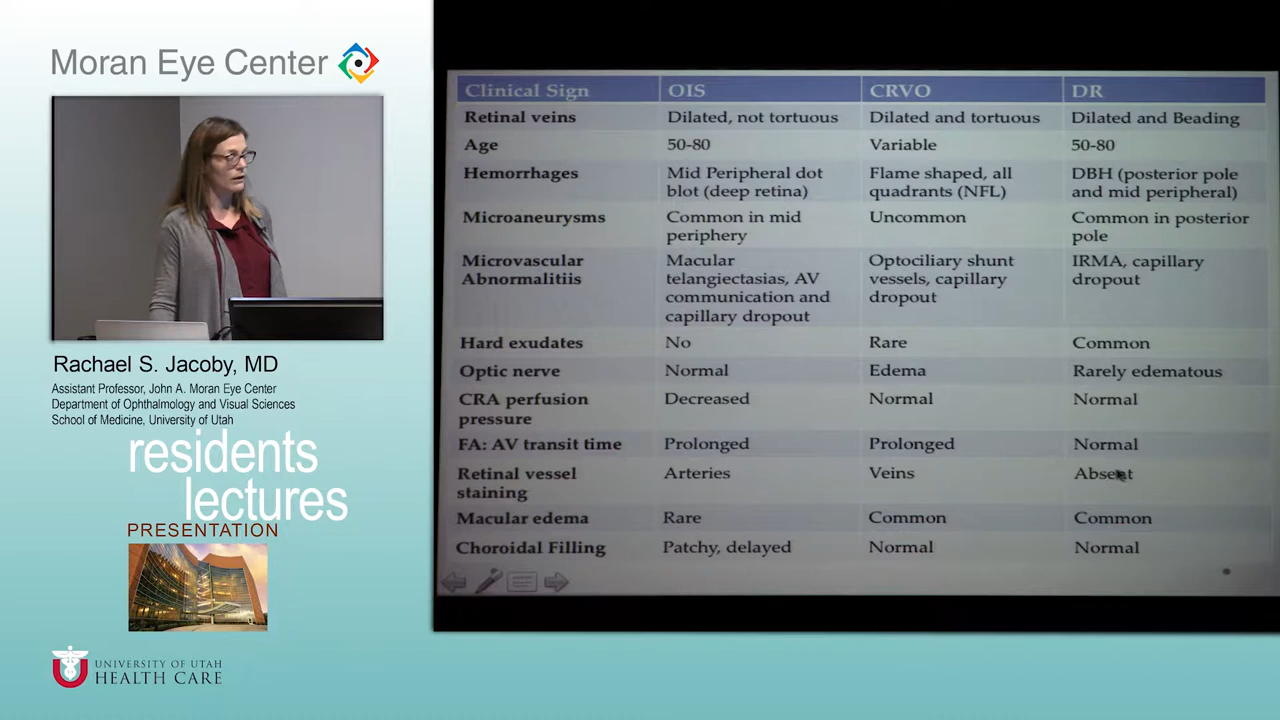 Moran Eye Center
Rachael S. Jacoby, MD
Assistant Professor, John A. Moran Eye Center
Department of Ophthalmology and Visual Sciences
School of Medicine, University of Utah
residents
lectures
PRESENTATION
UNIVERSITY OF UTAH
HEALTH CARE
U
Clinical Sign OIS CRVO DR
Retinal veins Dilated, not tortuous Dilated and tortuous Dilated and Beading
Age 50-80 Variable 50-80
Hemorrhages Mid Peripheral dot Flame shaped, all DBH (posterior pole
blot (deep retina) quadrants (NFL) and mid peripheral)
Microaneurysms Common in mid Uncommon Common in posterior
periphery pole
Microvascular Macular Optociliary shunt IRMA, capillary
Abnormalitiis telangiectasias, AV vessels, capillary dropout
communication and dropout
capillary dropout
Hard exudates No Rare Common
Optic nerve Normal Edema Rarely edematous
CRA perfusion Decreased Normal Normal
pressure
FA: AV transit time Prolonged Prolonged Normal
Retinal vessel Arteries Veins Absent
staining
Macular edema Rare Common Common
Choroidal Filling Patchy, delayed Normal Normal